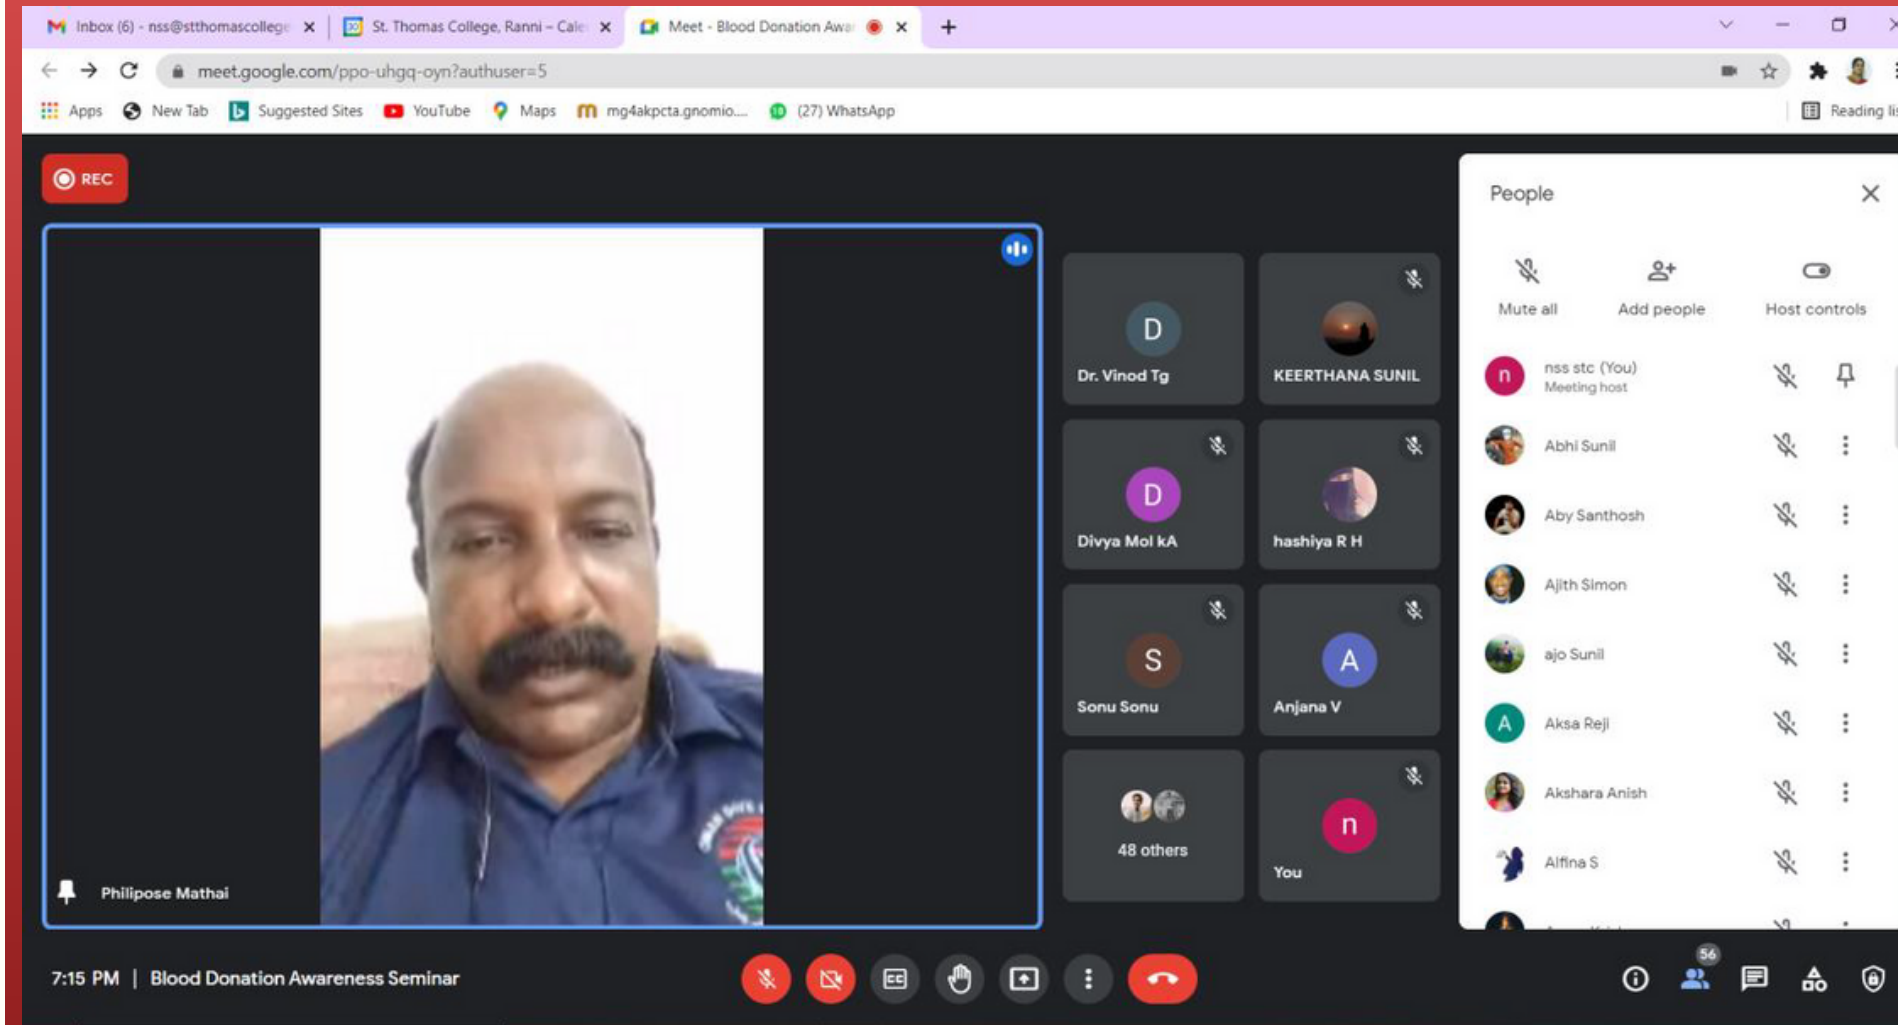 Inbox (6) - nss@stthomascollege
St. Thomas College, Ranni – Cale
Meet - Blood Donation Awa
meet.google.com/ppo-uhgq-oyn?authuser=5
Apps
New Tab
Suggested Sites
YouTube
Maps
mg4akpcta.gnomio....
(27) WhatsApp
Reading lis
REC
Philipose Mathai
D
Dr. Vinod Tg
KEERTHANA SUNIL
D
Divya Mol kA
hashiya R H
S
Sonu Sonu
A
Anjana V
48 others
n
You
People
Mute all
Add people
Host controls
n
nss stc (You)
Meeting host
Abhi Sunil
Aby Santhosh
Ajith Simon
ajo Sunil
A
Aksa Reji
Akshara Anish
Alfina S
7:15 PM | Blood Donation Awareness Seminar
56